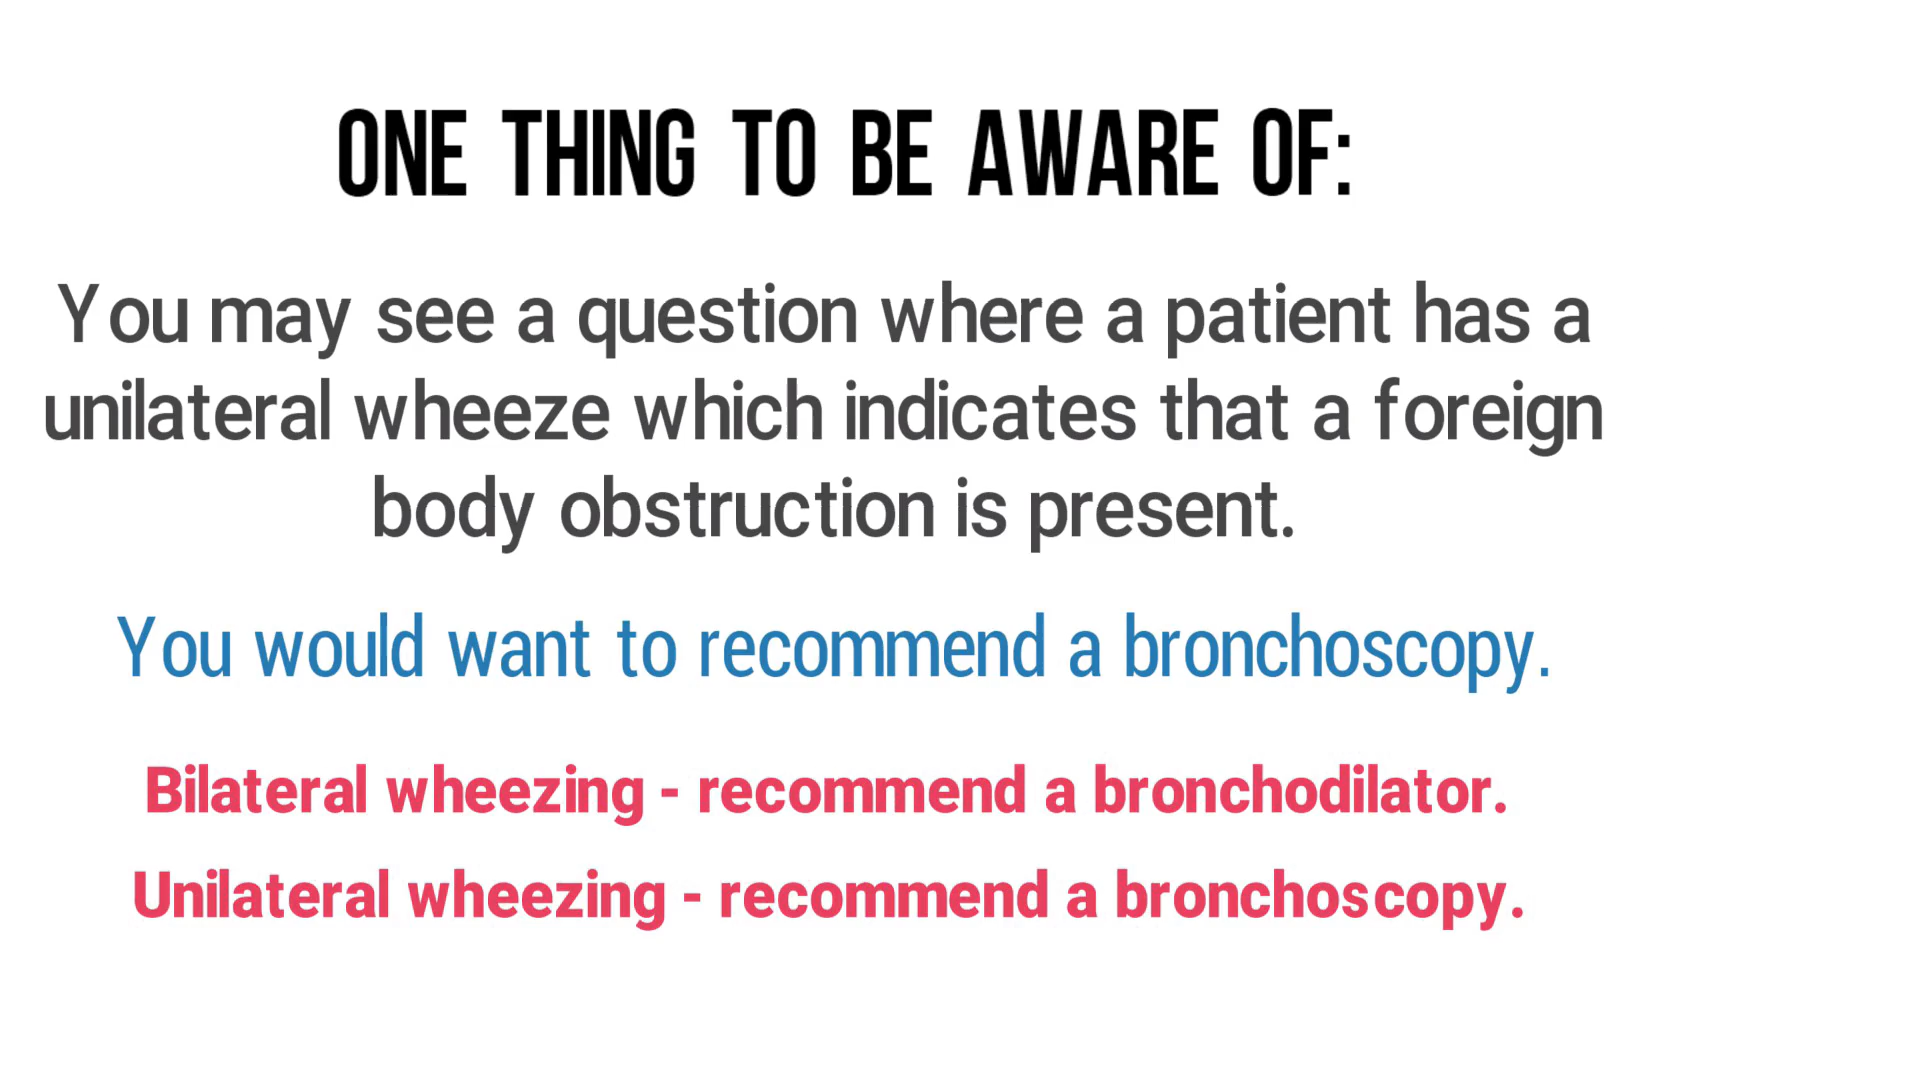 ONE THING TO BE AWARE OF:
You may see a question where a patient has a
unilateral wheeze which indicates that a foreign
body obstruction is present.
You would want to recommend a bronchoscopy.
Bilateral wheezing - recommend a bronchodilator.
Unilateral wheezing - recommend a bronchoscopy.